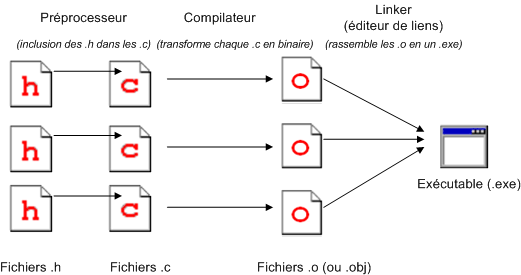 Préprocesseur
Compilateur
Linker
(éditeur de liens)
(inclusion des .h dans les .c)
(transforme chaque .c en binaire)
(rassemble les .o en un .exe)
h
c
o
h
c
o
h
c
o
Exécutable (.exe)
Fichiers .h
Fichiers .c
Fichiers .o (ou .obj)